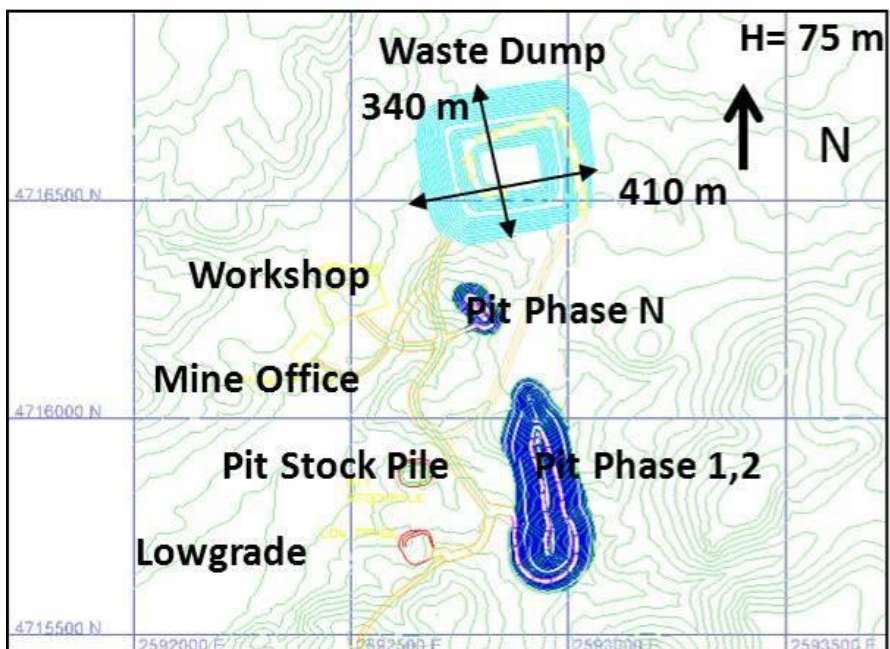 Waste Dump
H= 75 m
340 m
N
4716500 N
410 m
Workshop
Pit Phase N
Mine Office
4716000 N
Pit Stock Pile
Pit Phase 1,2
Lowgrade
4715500 N
2592000 E
2592500 E
2593000 E
2593500 E